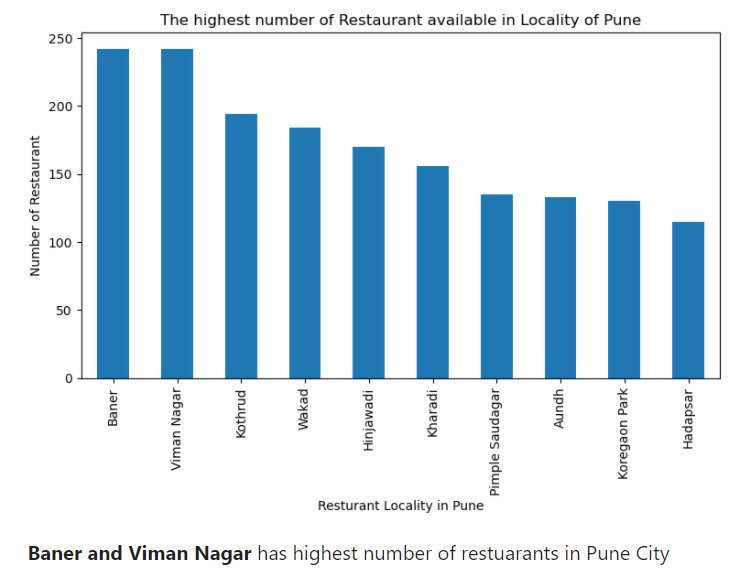 The highest number of Restaurant available in Locality of Pune
250
200
150
100
50
0
Number of Restaurant
Baner
Viman Nagar
Kothrud
Wakad
Hinjawadi
Kharadi
Pimple Saudagar
Aundh
Koregaon Park
Hadapsar
Resturant Locality in Pune
Baner and Viman Nagar has highest number of restuarants in Pune City